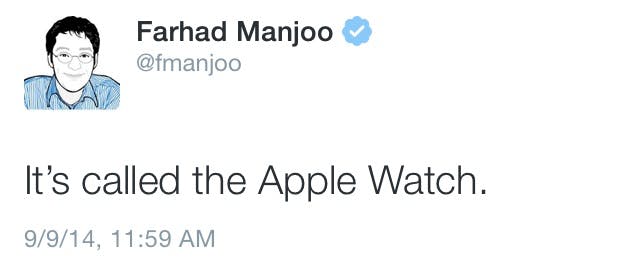 Farhad Manjoo
@fmanjoo
It’s called the Apple Watch.
9/9/14, 11:59 AM